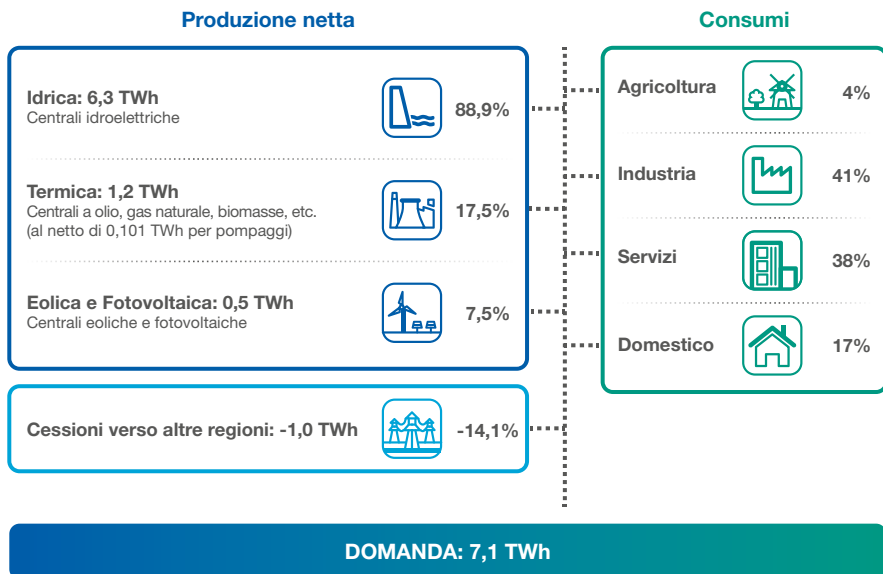 Produzione netta
Idrica: 6,3 TWh
Centrali idroelettriche
88,9%
Termica: 1,2 TWh
Centrali a olio, gas naturale, biomasse, etc.
(al netto di 0,101 TWh per pompaggi)
17,5%
Eolica e Fotovoltaica: 0,5 TWh
Centrali eoliche e fotovoltaiche
7,5%
Cessioni verso altre regioni: -1,0 TWh
-14,1%
Consumi
Agricoltura
4%
Industria
41%
Servizi
38%
Domestico
17%
DOMANDA: 7,1 TWh